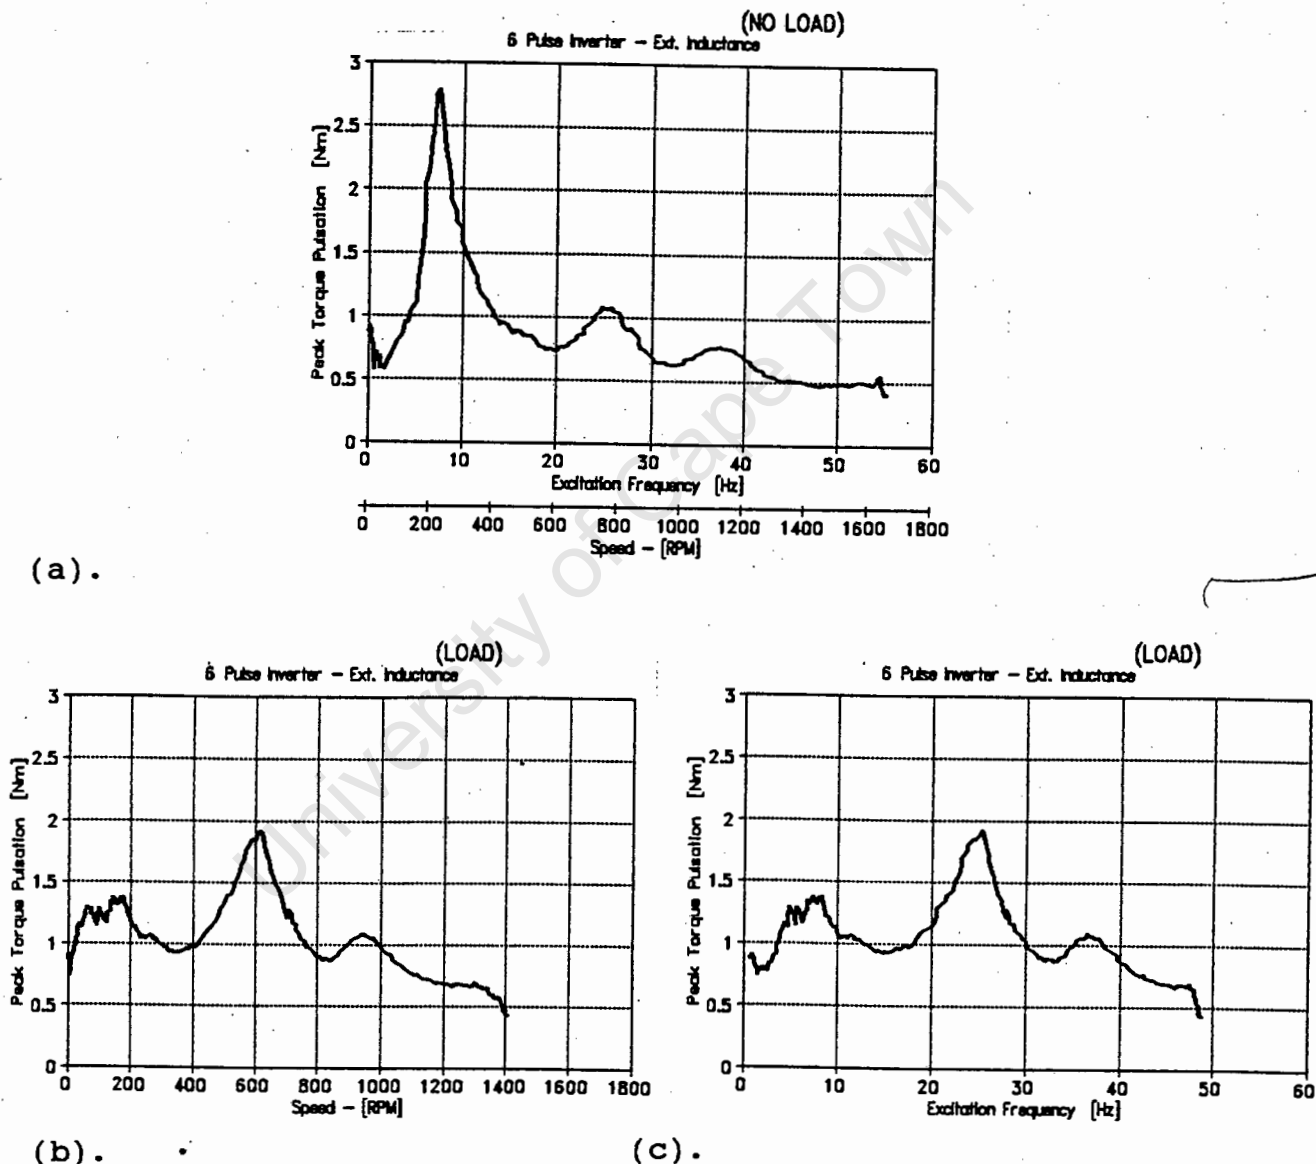 (NO LOAD)
6 Pulse Inverter - Ext. Inductance
3
2.5
2
1.5
1
0.5
0
Peak Torque Pulsation [Nm]
0 10 20 30 40 50 60
Excitation Frequency [Hz]
0 200 400 600 800 1000 1200 1400 1600 1800
Speed - [RPM]
(a).
(LOAD)
6 Pulse Inverter - Ext. Inductance
3
2.5
2
1.5
1
0.5
0
Peak Torque Pulsation [Nm]
0 200 400 600 800 1000 1200 1400 1600 1800
Speed - [RPM]
(b).
(LOAD)
6 Pulse Inverter - Ext. Inductance
3
2.5
2
1.5
1
0.5
0
Peak Torque Pulsation [Nm]
0 10 20 30 40 50 60
Excitation Frequency [Hz]
(c).
University of Cape Town